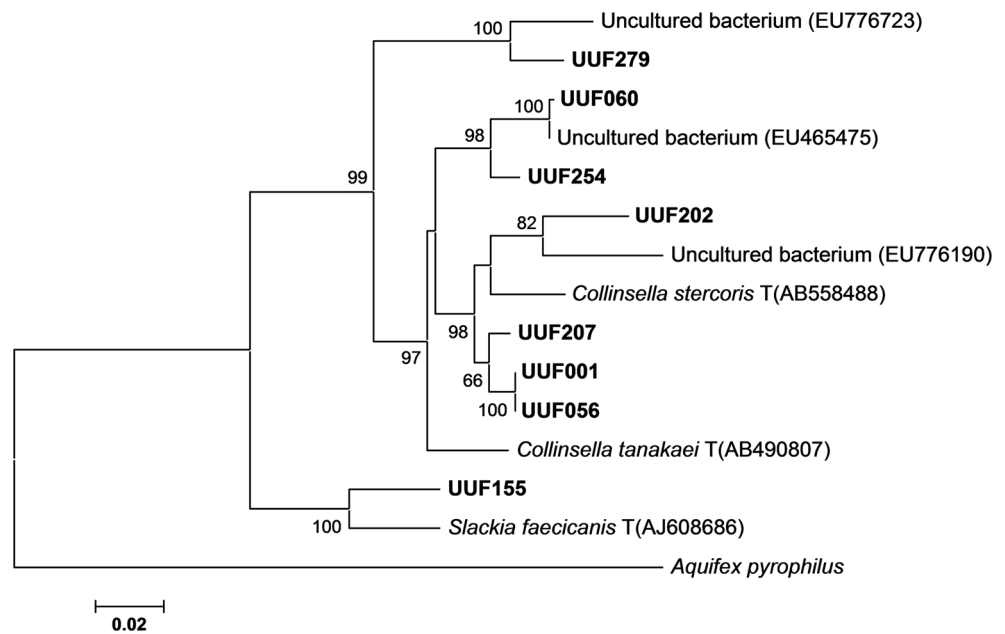 Uncultured bacterium (EU776723)
100
UUF279
UUF060
100
Uncultured bacterium (EU465475)
98
UUF254
99
UUF202
82
Uncultured bacterium (EU776190)
Collinsella stercoris T(AB558488)
98
UUF207
97
UUF001
66
100
UUF056
Collinsella tanakaei T(AB490807)
UUF155
100
Slackia faecicanis T(AJ608686)
Aquifex pyrophilus
0.02